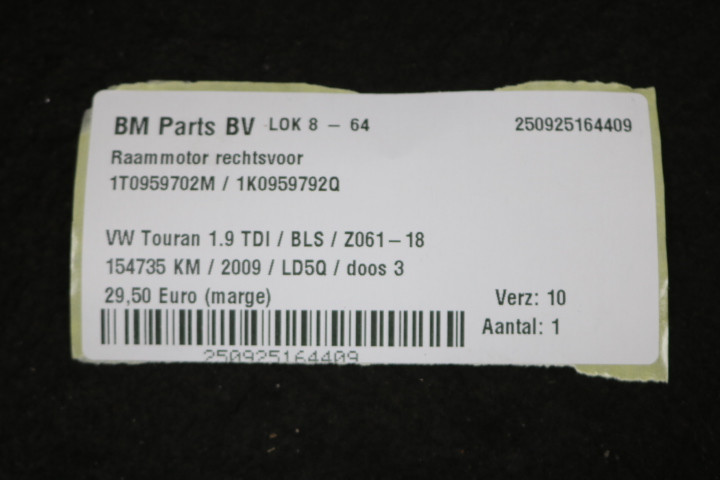 BM Parts BV -LOK 8 - 64 250925164409
Raammotor rechtsvoor
1T0959702M / 1K0959792Q
VW Touran 1.9 TDI / BLS / Z061-18
154735 KM / 2009 / LD5Q / doos 3
29,50 Euro (marge) Verz: 10
Aantal: 1
250925164409